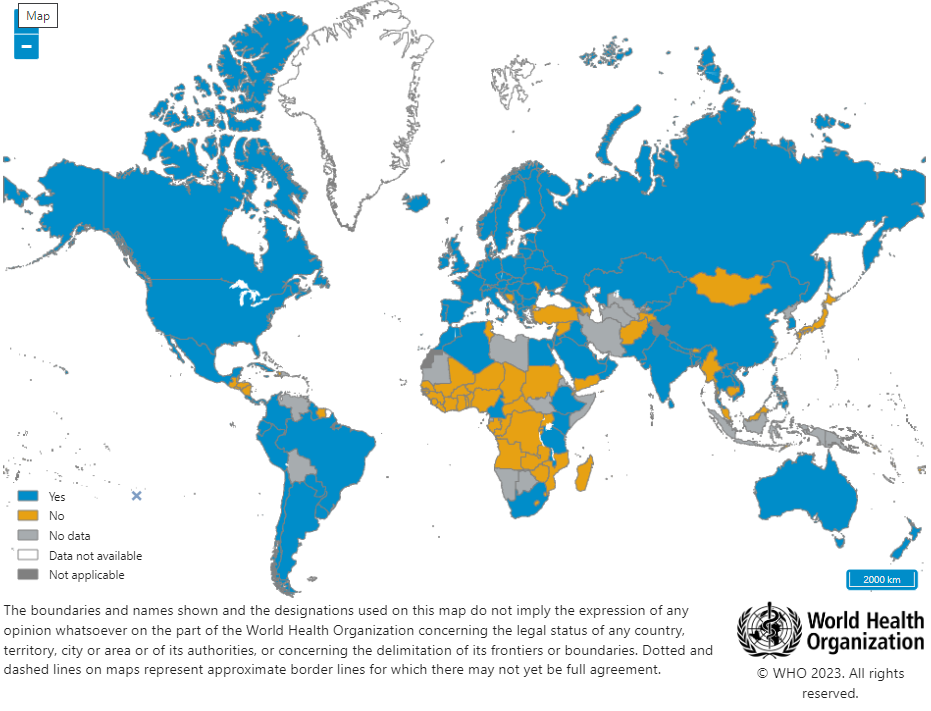 Map
Yes
No
No data
Data not available
Not applicable
2000 km
The boundaries and names shown and the designations used on this map do not imply the expression of any
opinion whatsoever on the part of the World Health Organization concerning the legal status of any country,
territory, city or area or of its authorities, or concerning the delimitation of its frontiers or boundaries. Dotted and
dashed lines on maps represent approximate border lines for which there may not yet be full agreement.
World Health
Organization
© WHO 2023. All rights
reserved.